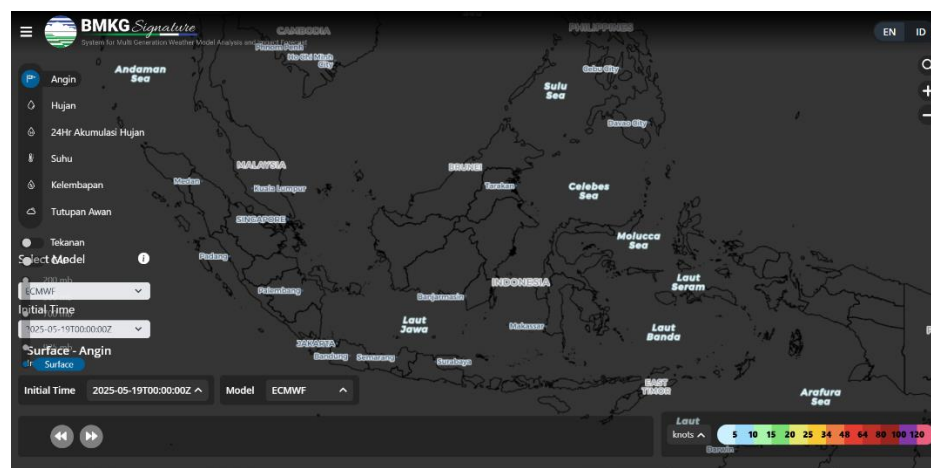 BMKG Signature
System for Multi Generation Weather Model Analysis and Impact Forecast
EN ID
CAMBODIA
Phnom Penh
Ho Chi Minh
City
PHILIPPINES
Cebu City
Andaman
Sea
Sulu
Sea
Davao City
Angin
Hujan
24Hr Akumulasi Hujan
Suhu
Kelembapan
Tutupan Awan
Tekanan
MALAYSIA
Medan
Kuala Lumpur
BRUNEI
Tarakan
Celebes
Sea
SINGAPORE
Molucca
Sea
Select Model
Padang
200 mb
ECMWF
INDONESIA
Laut
Seram
Palembang
Banjarmasin
Initial Time
2025-05-19T00:00:00Z
Laut
Jawa
Makassar
Laut
Banda
Surface - Angin
Surface
JAKARTA
Bandung
Semarang
Surabaya
EAST
TIMOR
Arafura
Sea
Initial Time 2025-05-19T00:00:00Z Model ECMWF
Laut
knots 5 10 15 20 25 34 48 64 80 100 120
Darwin